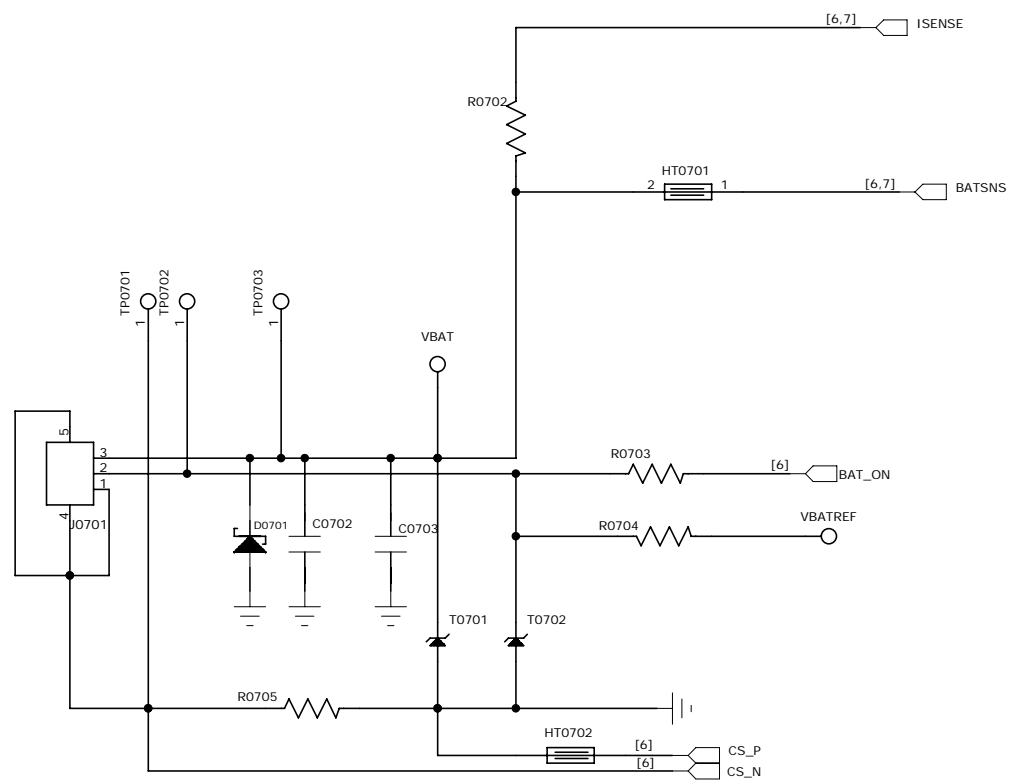 [6,7]
ISENSE
R0702
HT0701
2
1
[6,7]
BATSNS
TP0701
TP0702
TP0703
1
1
1
VBAT
5
3
2
1
4
J0701
R0703
[6]
BAT_ON
D0701
C0702
C0703
R0704
VBATREF
T0701
T0702
R0705
HT0702
[6]
CS_P
[6]
CS_N